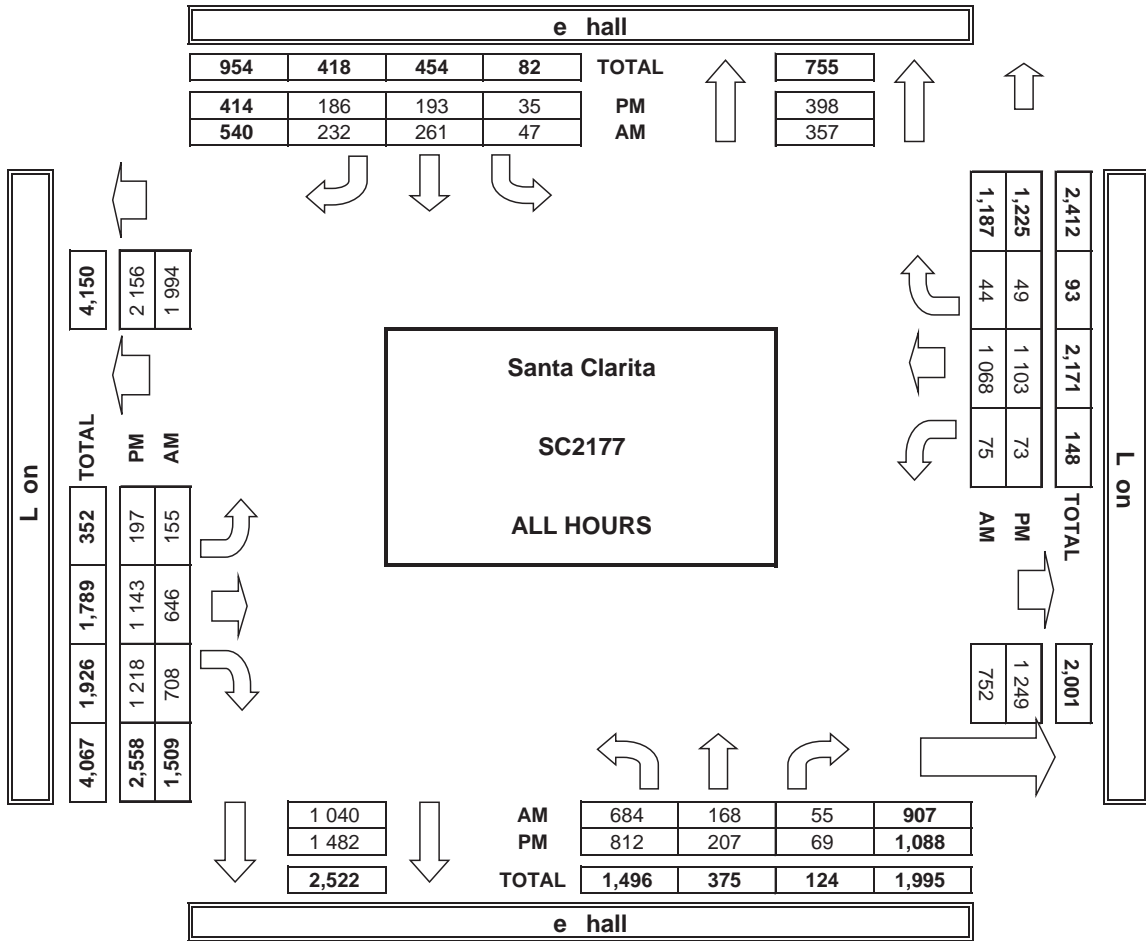 e hall
954 418 454 82 TOTAL 755
414 186 193 35 PM 398
540 232 261 47 AM 357
L on
4,150
2 156
1 994
TOTAL
PM
AM
352 1,789 1,926 4,067
197 1 143 1 218 2,558
155 646 708 1,509
Santa Clarita
SC2177
ALL HOURS
2,412 93 2,171 148 TOTAL
1,225 49 1 103 73 PM
1,187 44 1 068 75 AM
2,001
1 249
752
L on
1 040 AM 684 168 55 907
1 482 PM 812 207 69 1,088
2,522 TOTAL 1,496 375 124 1,995
e hall